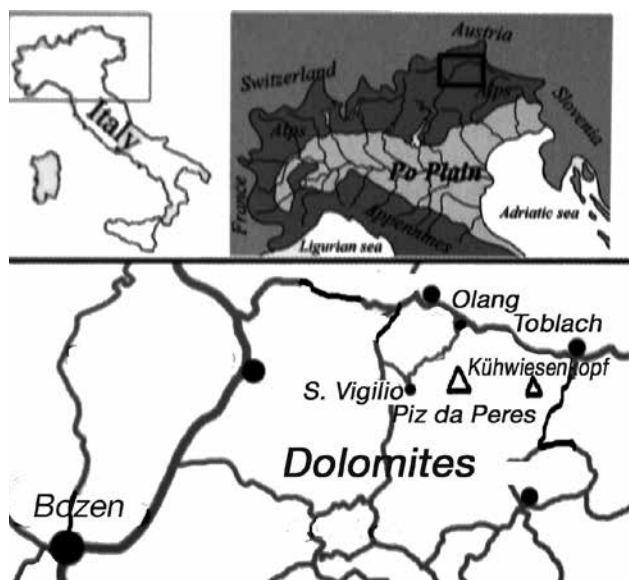 Italy
Austria
Switzerland
Alps
Alps
Slovenia
France
Po Plain
Appennines
Adriatic sea
Ligurian sea
Olang
Toblach
Kühwiesenkopf
S. Vigilio
Piz da Peres
Dolomites
Bozen